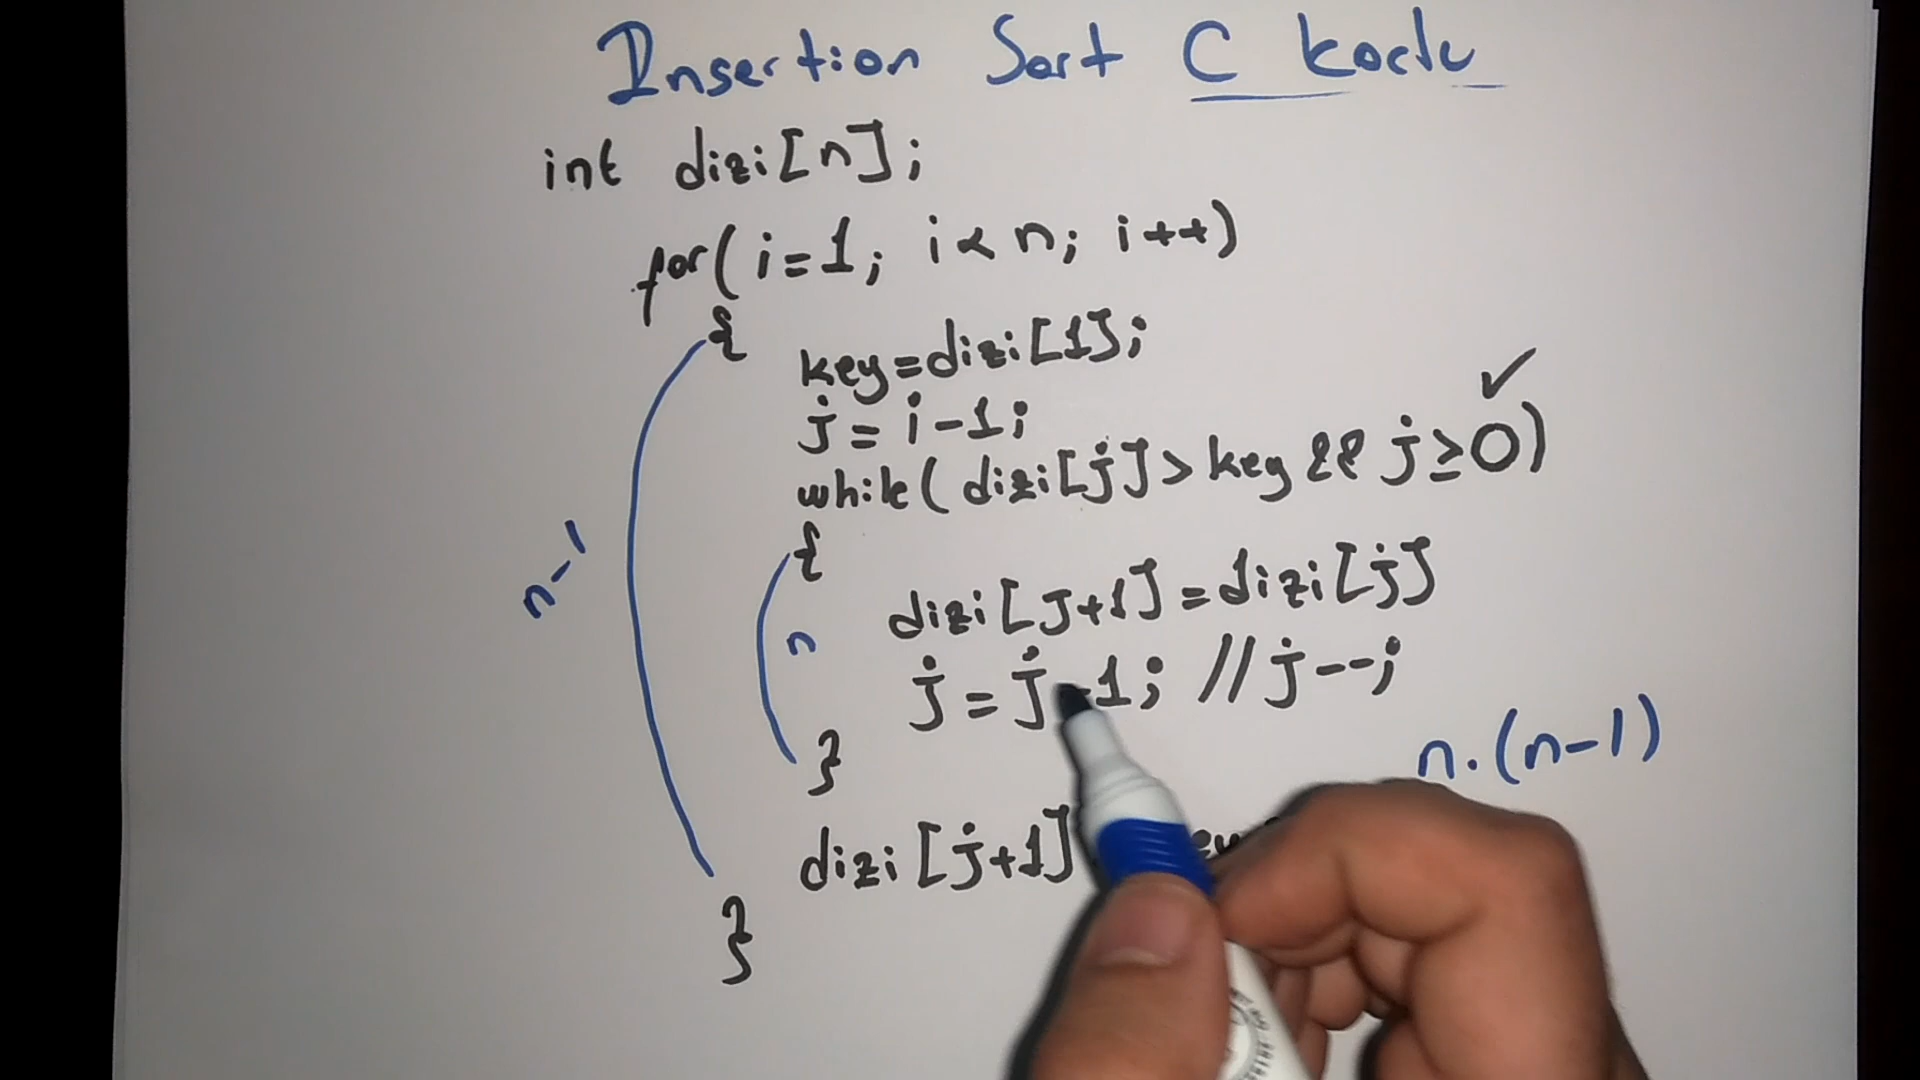 Insertion Sort C kodu
int dizi[n];
for(i=1; i<n; i++)
{
key=dizi[1];
j=i-1;
while(dizi[j]>key && j≥0)
{
dizi[j+1]=dizi[j]
j=j-1; //j--;
}
dizi[j+1]
}
n-1
n
n.(n-1)